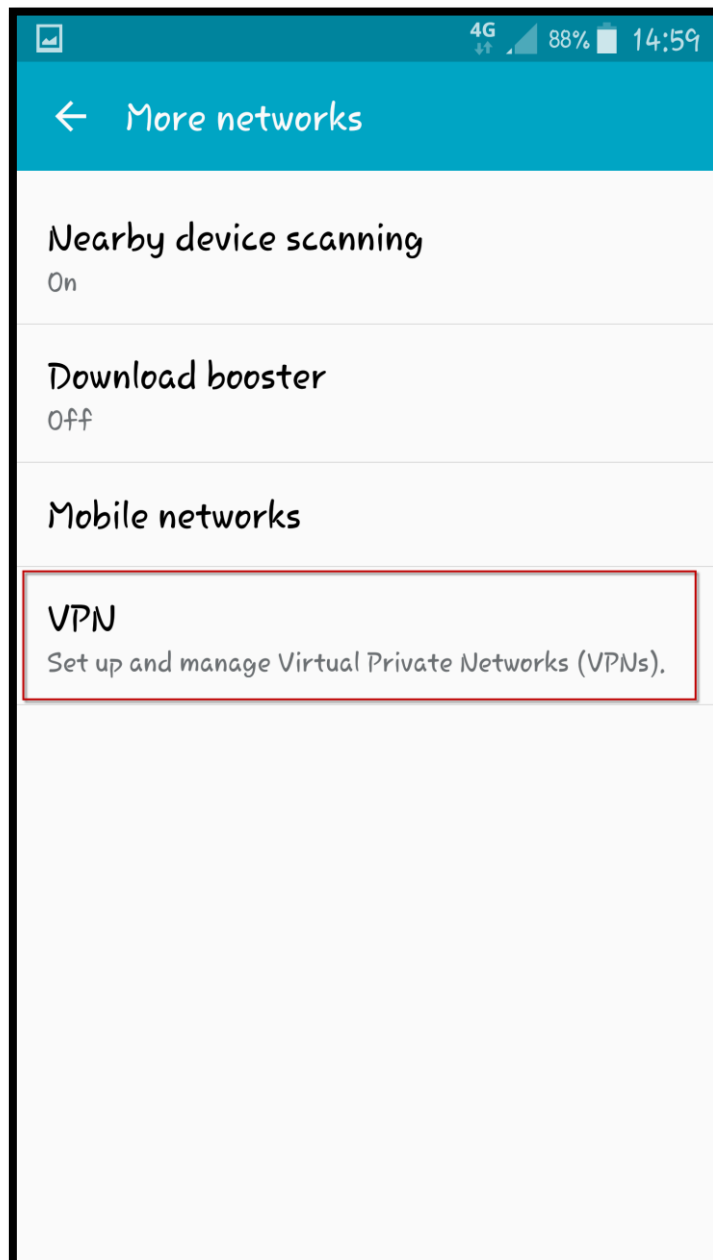 4G 88% 14:59
More networks
Nearby device scanning
On
Download booster
Off
Mobile networks
VPN
Set up and manage Virtual Private Networks (VPNs).